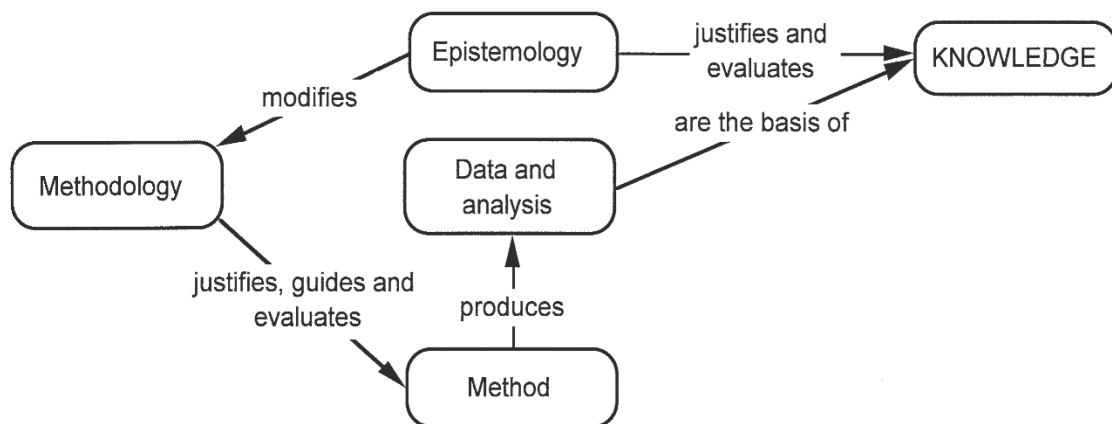 Epistemology
justifies and
evaluates
KNOWLEDGE
modifies
are the basis of
Methodology
Data and
analysis
justifies, guides and
evaluates
produces
Method